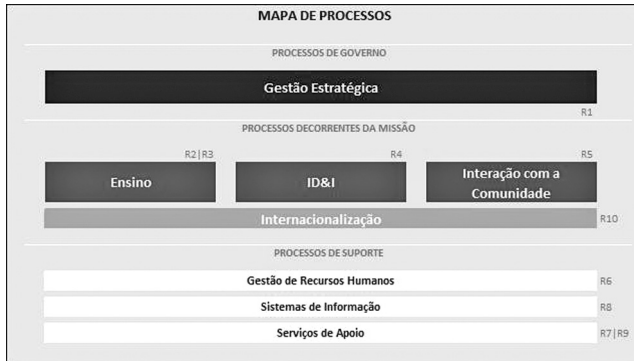 MAPA DE PROCESSOS
PROCESSOS DE GOVERNO
Gestão Estratégica
R1
PROCESSOS DECORRENTES DA MISSÃO
R2|R3
R4
R5
Ensino
ID&I
Interação com a
Comunidade
Internacionalização
R10
PROCESSOS DE SUPORTE
Gestão de Recursos Humanos
R6
Sistemas de Informação
R8
Serviços de Apoio
R7|R9